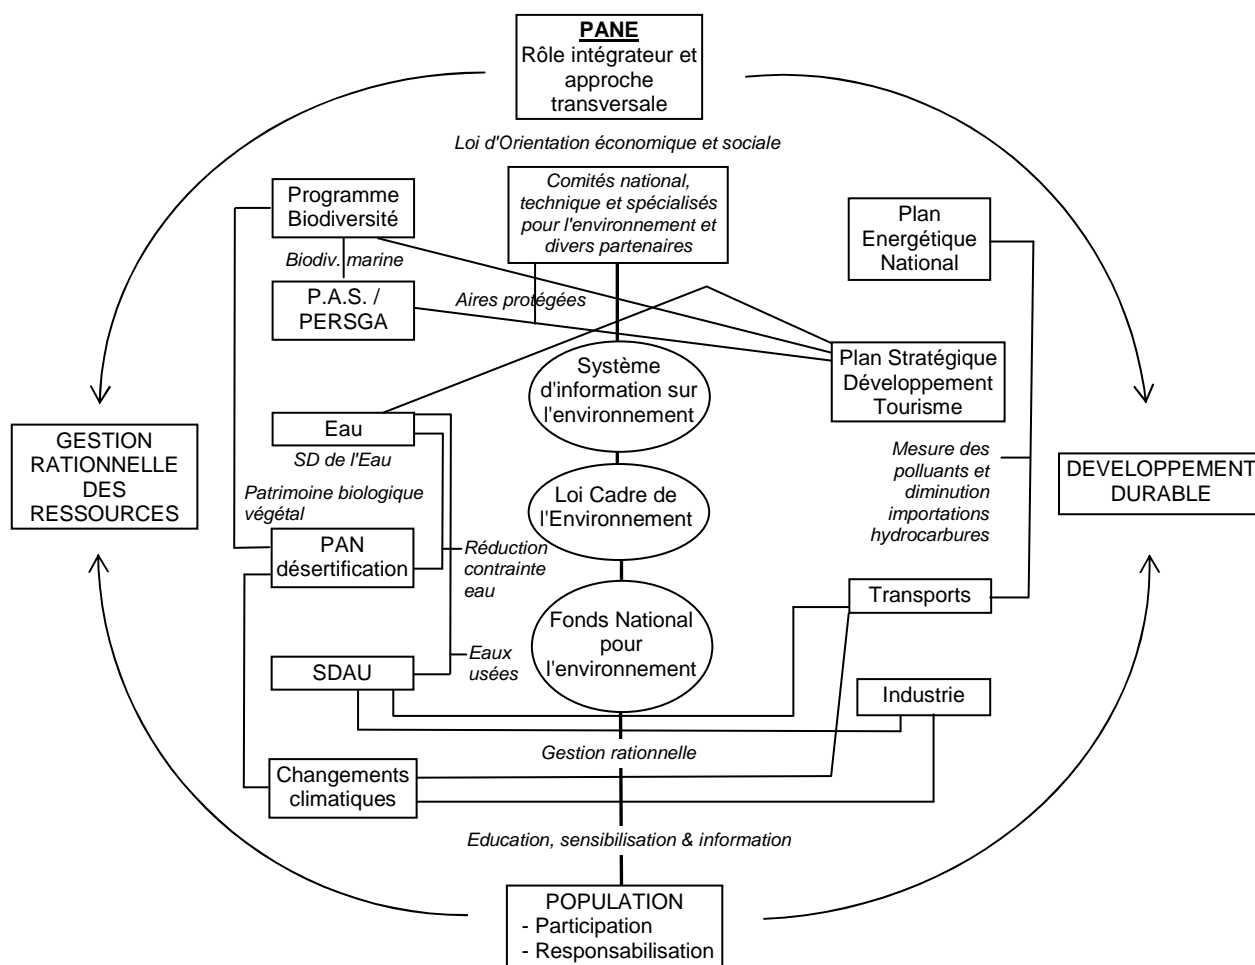 PANE
Rôle intégrateur et
approche
transversale
Loi d'Orientation économique et sociale
Programme
Biodiversité
Comités national,
technique et spécialisés
pour l'environnement et
divers partenaires
Plan
Energétique
National
Biodiv. marine
P.A.S. /
PERSGA
Aires protégées
Système
d'information sur
l'environnement
Plan Stratégique
Développement
Tourisme
GESTION
RATIONNELLE
DES
RESSOURCES
Eau
SD de l'Eau
Patrimoine biologique
végétal
Loi Cadre de
l'Environnement
Mesure des
polluants et
diminution
importations
hydrocarbures
DEVELOPPEMENT
DURABLE
PAN
désertification
Réduction
contrainte
eau
Transports
Fonds National
pour
l'environnement
SDAU
Eaux
usées
Industrie
Gestion rationnelle
Changements
climatiques
Education, sensibilisation & information
POPULATION
- Participation
- Responsabilisation